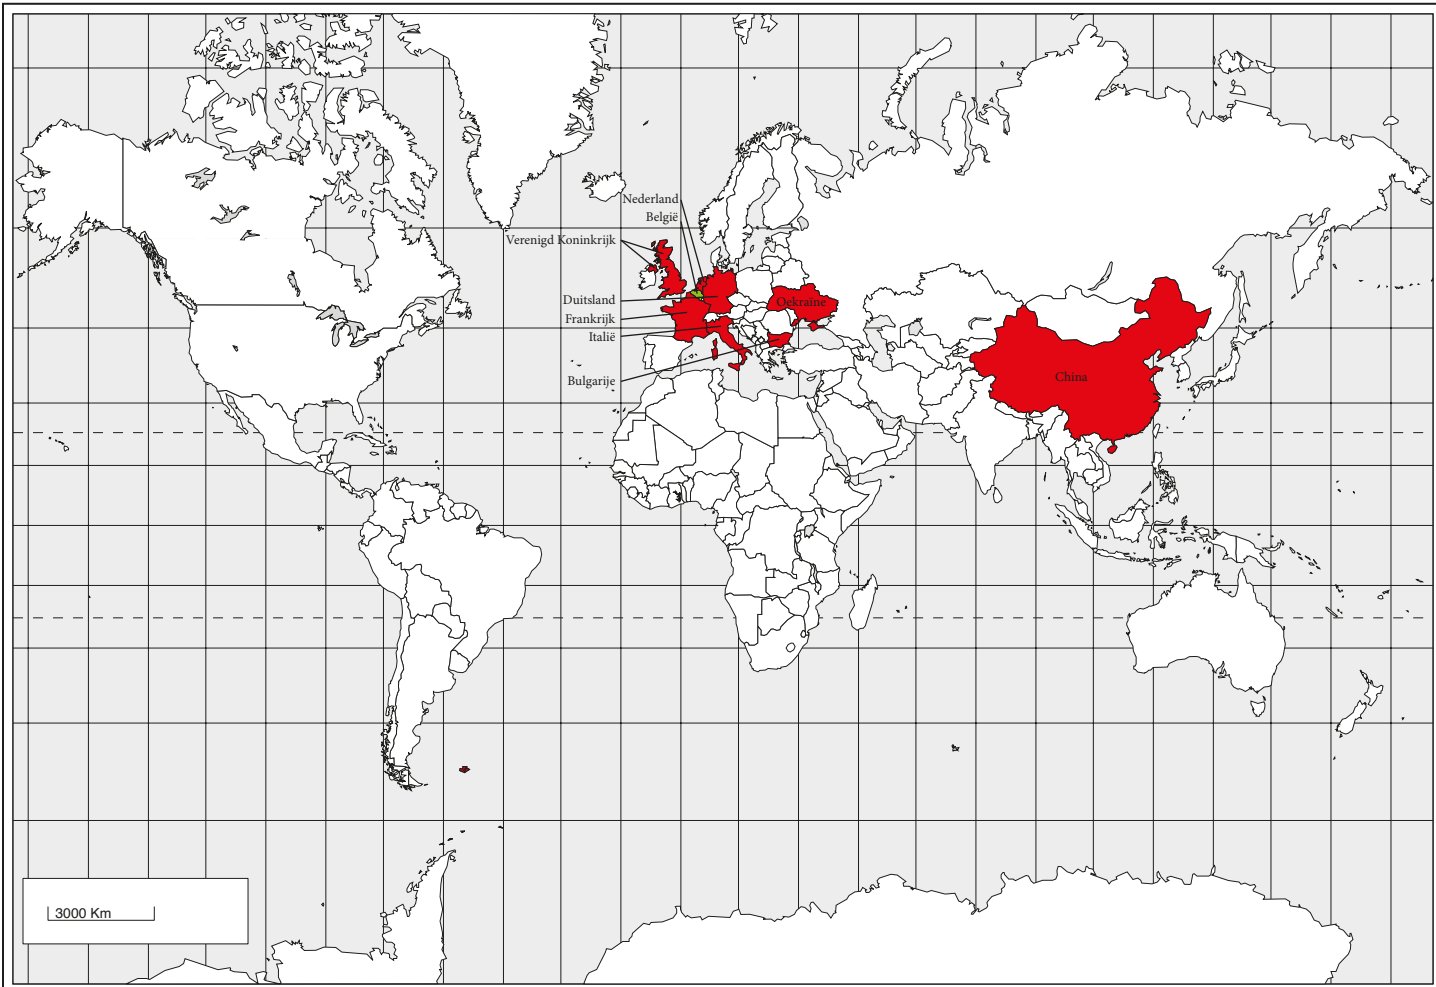 Nederland
België
Verenigd Koninkrijk
Duitsland
Oekraïne
Frankrijk
Italië
China
Bulgarije
3000 Km